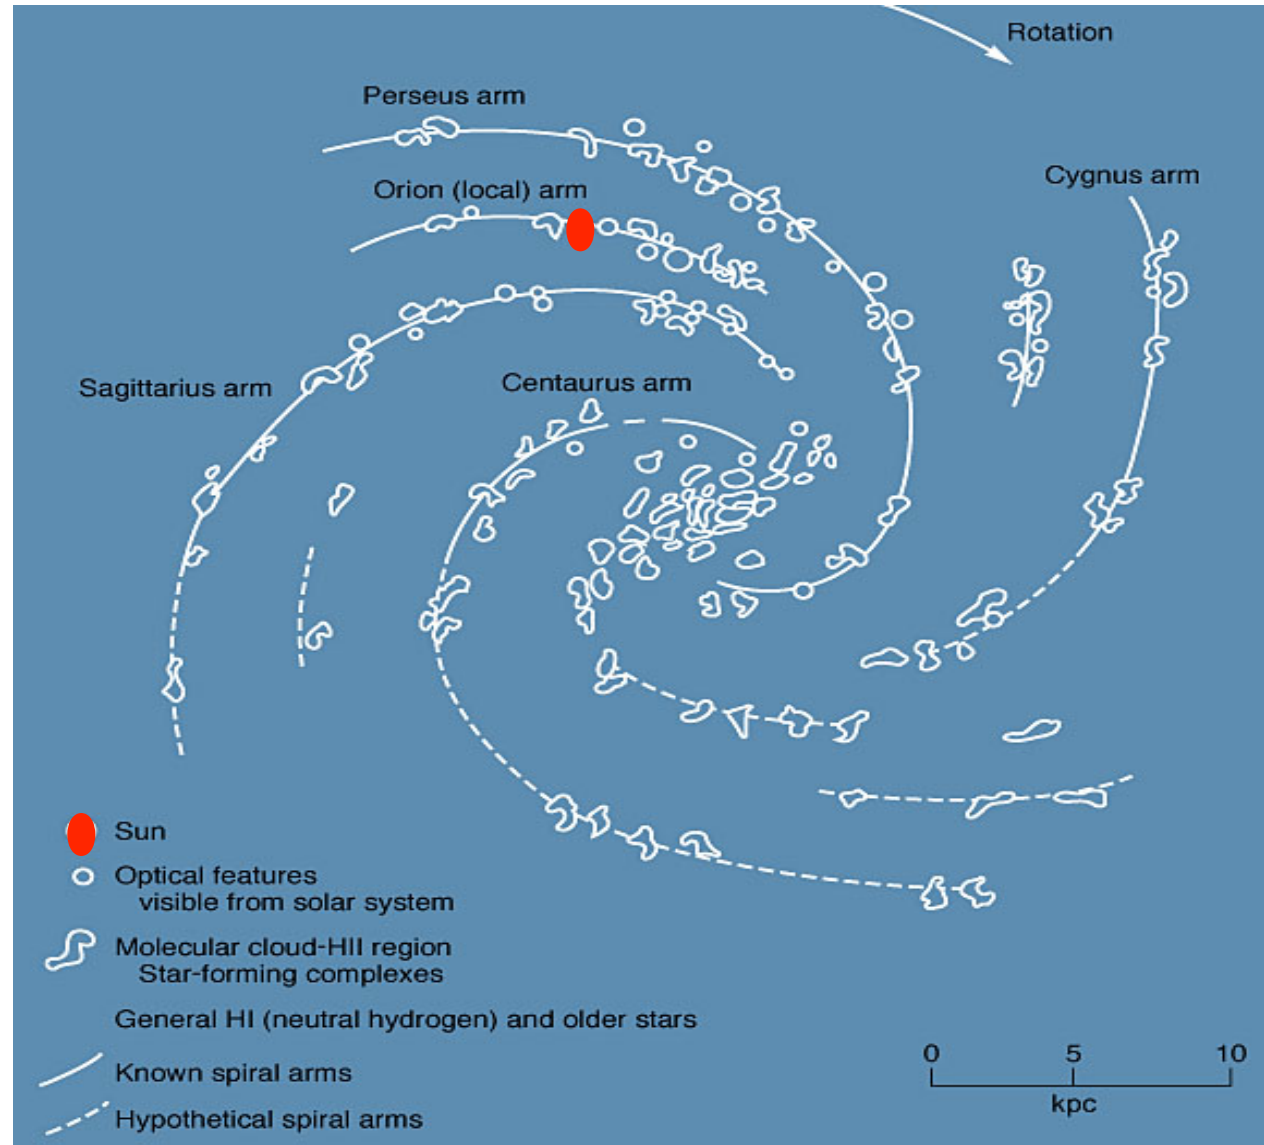 Rotation
Perseus arm
Cygnus arm
Orion (local) arm
Sagittarius arm
Centaurus arm
Sun
Optical features
visible from solar system
Molecular cloud-HII region
Star-forming complexes
General HI (neutral hydrogen) and older stars
Known spiral arms
Hypothetical spiral arms
0 5 10
kpc